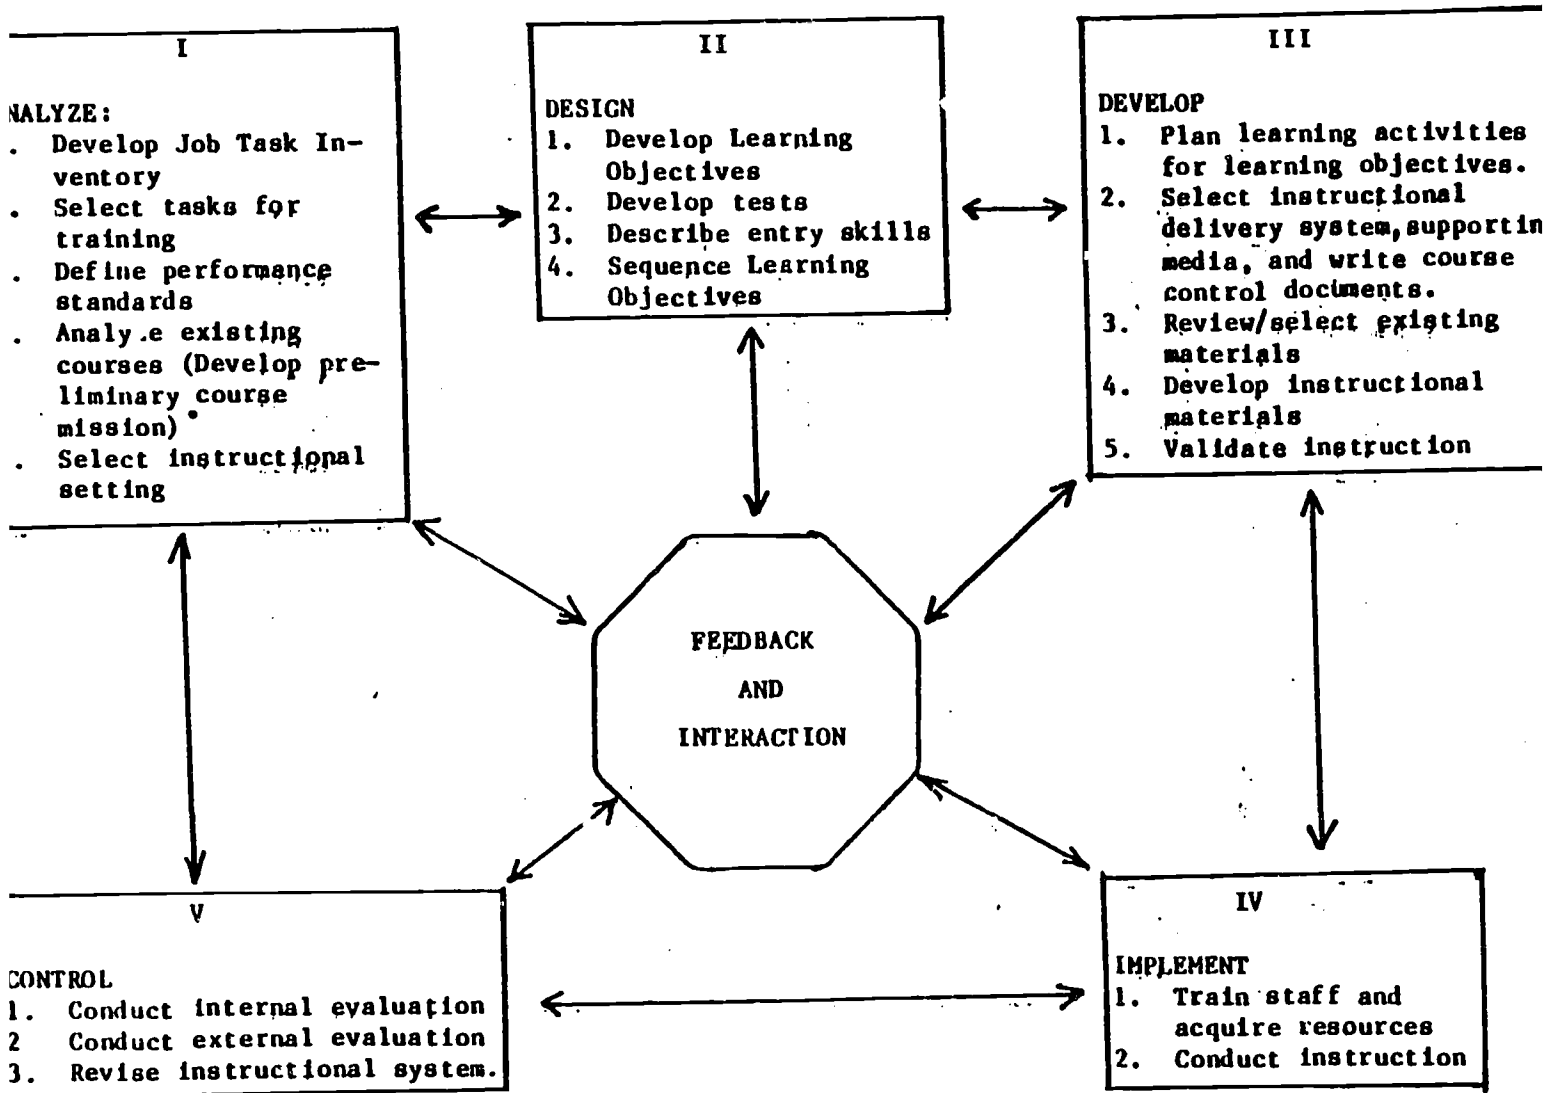 I
NALYZE:
. Develop Job Task In-
ventory
. Select tasks for
training
. Define performance
standards
. Analy.e existing
courses (Develop pre-
liminary course
mission)
. Select instructional
setting
II
DESIGN
1. Develop Learning
Objectives
2. Develop tests
3. Describe entry skills
4. Sequence Learning
Objectives
III
DEVELOP
1. Plan learning activities
for learning objectives.
2. Select instructional
delivery system,supportin
media, and write course
control documents.
3. Review/select existing
materials
4. Develop instructional
materials
5. Validate instruction
FEEDBACK
AND
INTERACTION
V
CONTROL
1. Conduct internal evaluation
2 Conduct external evaluation
3. Revise instructional system.
IV
IMPLEMENT
1. Train staff and
acquire resources
2. Conduct instruction